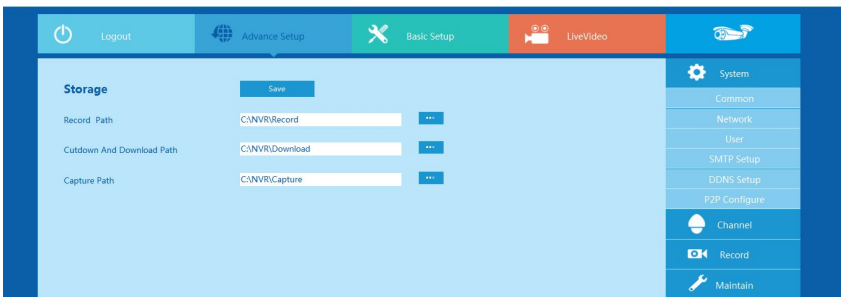 Logout
Advance Setup
Basic Setup
LiveVideo
Storage
Save
System
Record Path
C:\NVR\Record
...
Common
Network
Cutdown And Download Path
C:\NVR\Download
...
User
SMTP Setup
Capture Path
C:\NVR\Capture
...
DDNS Setup
P2P Configure
Channel
Record
Maintain